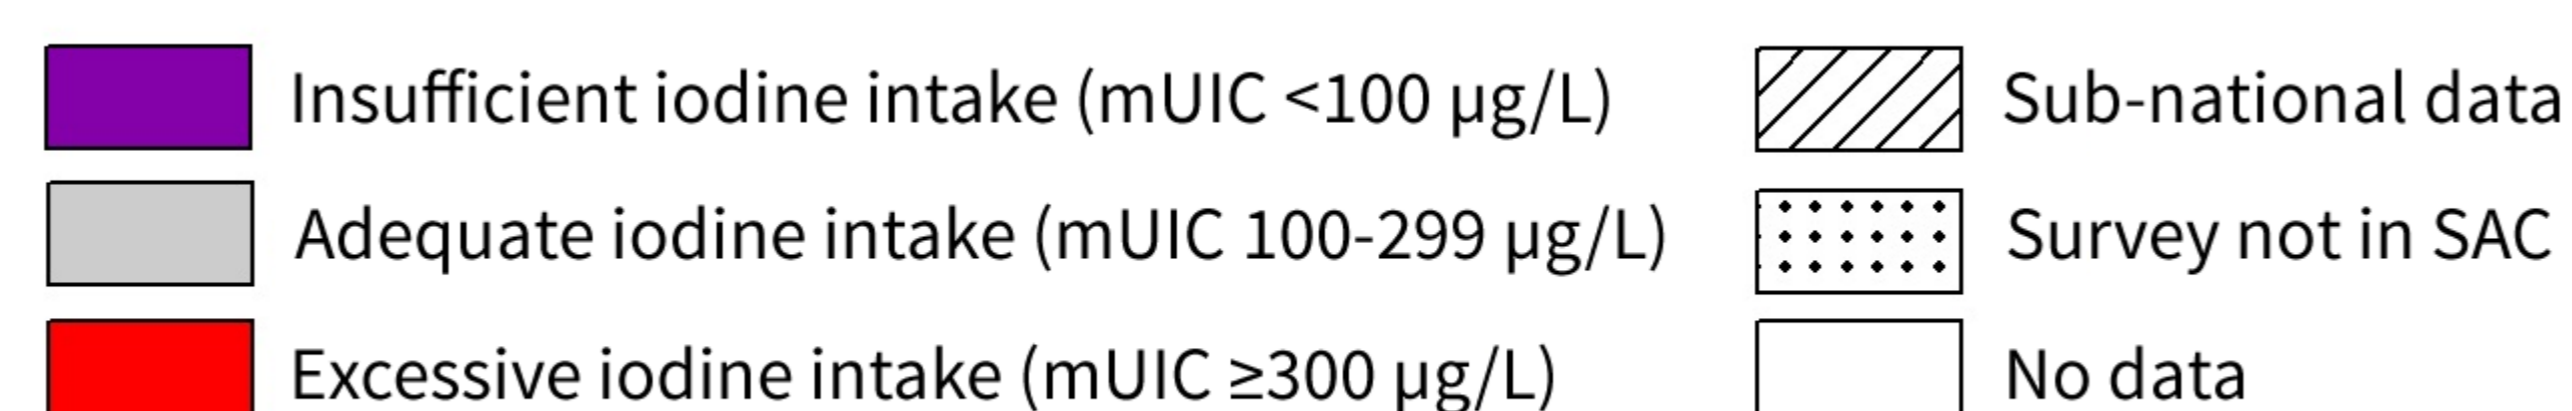 Insufficient iodine intake (mUIC <100 µg/L)
Adequate iodine intake (mUIC 100-299 µg/L)
Excessive iodine intake (mUIC ≥300 µg/L)
Sub-national data
Survey not in SAC
No data